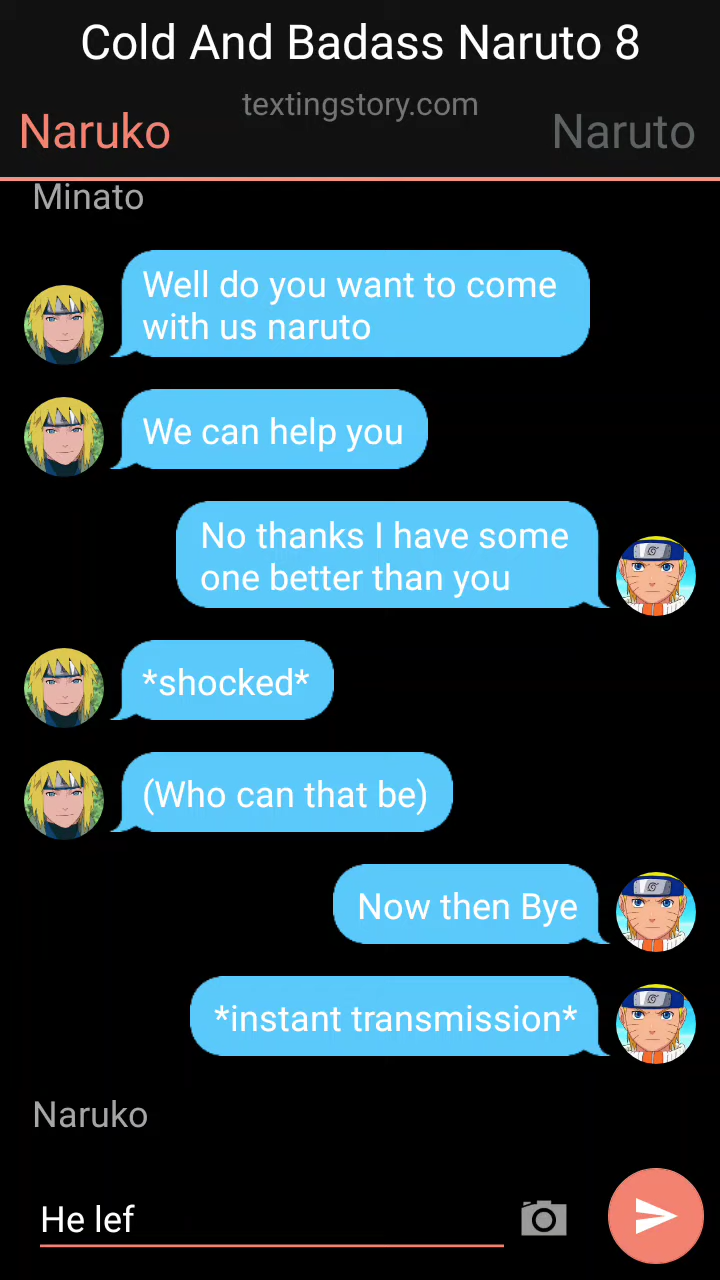 Cold And Badass Naruto 8
textingstory.com
Naruko
Naruto
Minato
Well do you want to come
with us naruto
We can help you
No thanks I have some
one better than you
*shocked*
(Who can that be)
Now then Bye
*instant transmission*
Naruko
He lef